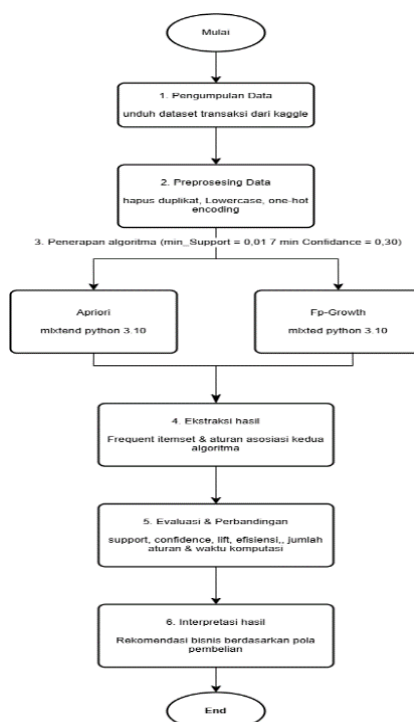 Mulai
1. Pengumpulan Data
unduh dataset transaksi dari kaggle
2. Preprosesing Data
hapus duplikat, Lowercase, one-hot
encoding
3. Penerapan algoritma (min_Support = 0,01 7 min Confidance = 0,30)
Apriori
mlxtend python 3.10
Fp-Growth
mlxted python 3.10
4. Ekstraksi hasil
Frequent itemset & aturan asosiasi kedua
algoritma
5. Evaluasi & Perbandingan
support, confidence, lift, efisiensi,, jumlah
aturan & waktu komputasi
6. Interpretasi hasil
Rekomendasi bisnis berdasarkan pola
pembelian
End